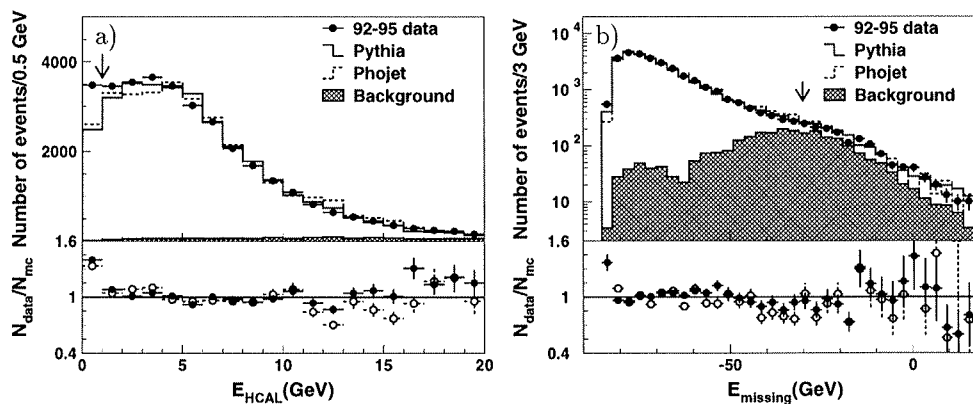 a)
92-95 data
Pythia
Phojet
Background
Number of events/0.5 GeV
4000
2000
1.6
1
0.4
N_data/N_mc
0 5 10 15 20
E_HCAL(GeV)
b)
92-95 data
Pythia
Phojet
Background
Number of events/3 GeV
10^4
10^3
10^2
10
1.6
1
0.4
N_data/N_mc
-50 0
E_missing(GeV)